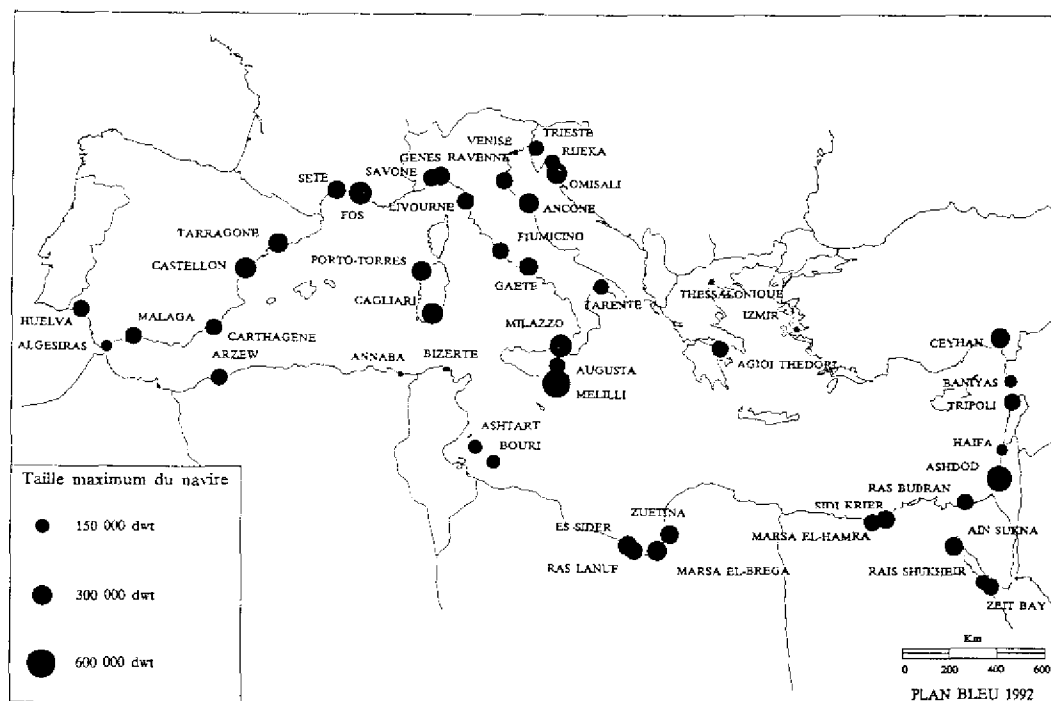 VENISE
TRIESTE
GENES
RAVENNE
RIJEKA
SAVONE
SETE
OMISALI
FOS
LIVOURNE
ANCONE
TARRAGONE
FIUMICINO
CASTELLON
PORTO-TORRES
GAETE
TARENTE
THESSALONIQUE
CAGLIARI
IZMIR
HUELVA
MALAGA
MILAZZO
CARTHAGENE
CEYHAN
ALGESIRAS
ARZEW
ANNABA
BIZERTE
AUGUSTA
AGIOI THEDORI
BANIYAS
MELILLI
TRIPOLI
ASHTART
HAIFA
BOURI
ASHDOD
Taille maximum du navire
RAS BUDRAN
150 000 dwt
ZUETINA
SIDI KRIER
ES-SIDER
MARSA EL-HAMRA
AIN SUKNA
RAS LANUF
MARSA EL-BREGA
RAIS SHUKHEIR
300 000 dwt
ZEIT BAY
Km
600 000 dwt
0 200 400 600
PLAN BLEU 1992